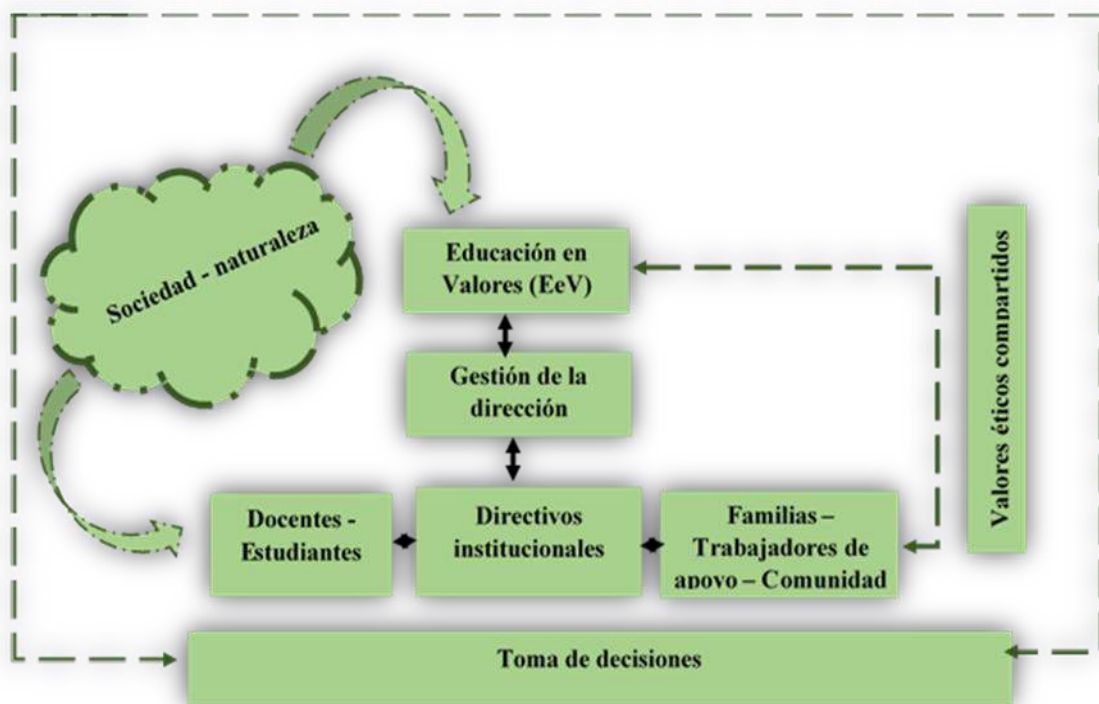 Sociedad - naturaleza
Educación en
Valores (EeV)
Gestión de la
dirección
Valores éticos compartidos
Docentes -
Estudiantes
Directivos
institucionales
Familias –
Trabajadores de
apoyo – Comunidad
Toma de decisiones